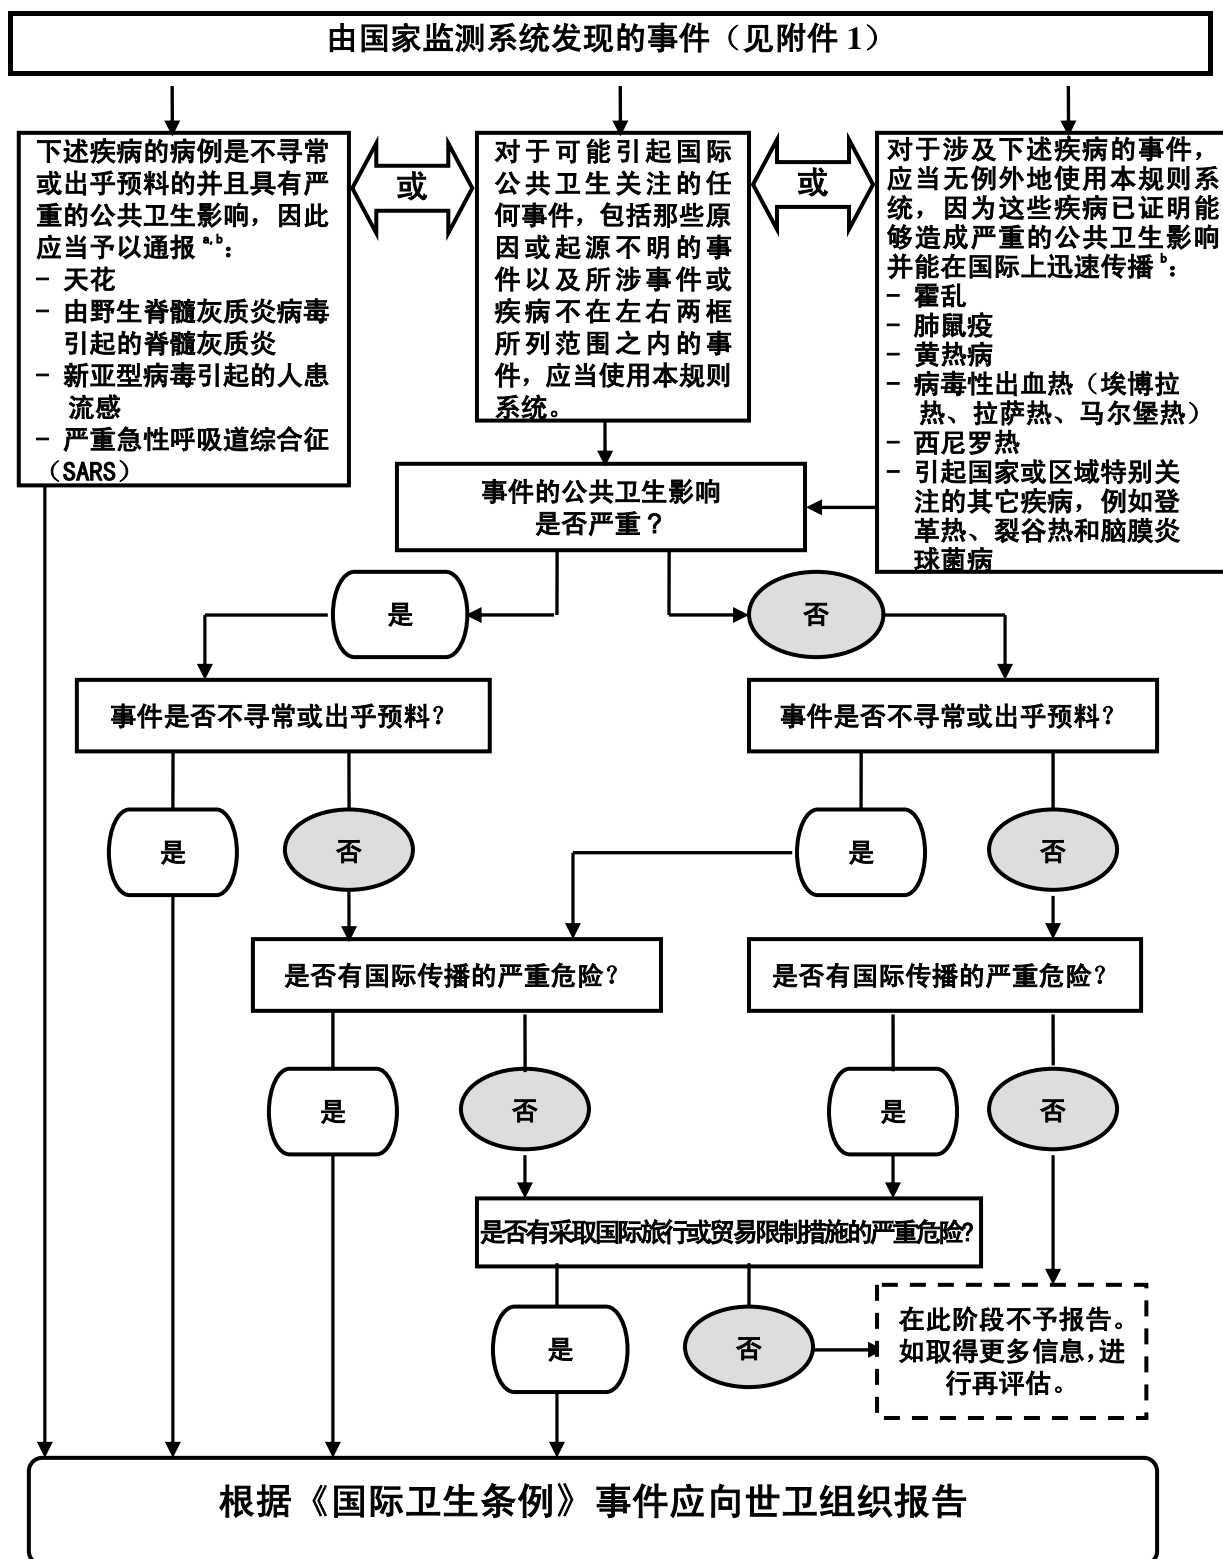 由国家监测系统发现的事件（见附件 1）
下述疾病的病例是不寻常
或出乎预料的并且具有严
重的公共卫生影响，因此
应当予以通报 a,b：
– 天花
– 由野生脊髓灰质炎病毒
引起的脊髓灰质炎
– 新亚型病毒引起的人患
流感
– 严重急性呼吸道综合征
（SARS）
或
对于可能引起国际
公共卫生关注的任
何事件，包括那些原
因或起源不明的事
件以及所涉事件或
疾病不在左右两框
所列范围之内的事
件，应当使用本规则
系统。
或
对于涉及下述疾病的事件，
应当无例外地使用本规则系
统，因为这些疾病已证明能
够造成严重的公共卫生影响
并能在国际上迅速传播 b：
– 霍乱
– 肺鼠疫
– 黄热病
– 病毒性出血热（埃博拉
热、拉萨热、马尔堡热）
– 西尼罗热
– 引起国家或区域特别关
注的其它疾病，例如登
革热、裂谷热和脑膜炎
球菌病
事件的公共卫生影响
是否严重？
是
否
事件是否不寻常或出乎预料？
事件是否不寻常或出乎预料？
是
否
是
否
是否有国际传播的严重危险？
是否有国际传播的严重危险？
是
否
是
否
是否有采取国际旅行或贸易限制措施的严重危险?
是
否
在此阶段不予报告。
如取得更多信息，进
行再评估。
根据《国际卫生条例》事件应向世卫组织报告